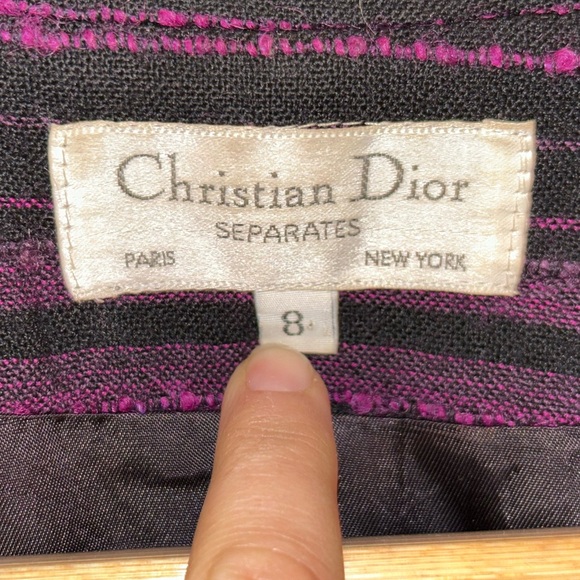 Christian Dior
SEPARATES
PARIS NEW YORK
8